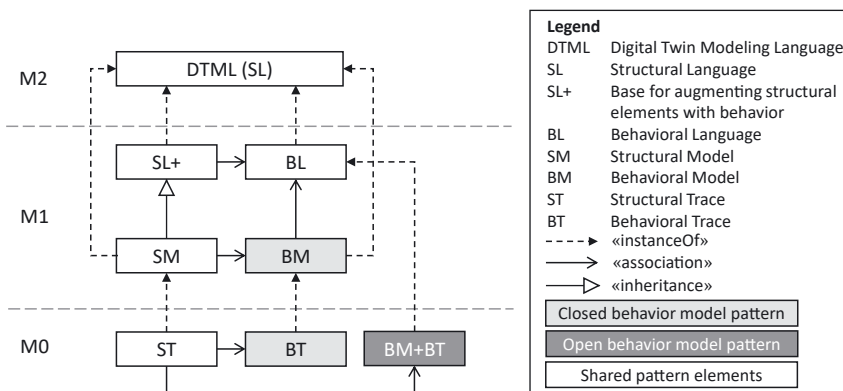 M2
DTML (SL)
SL+
BL
M1
SM
BM
M0
ST
BT
BM+BT
Legend
DTML Digital Twin Modeling Language
SL Structural Language
SL+ Base for augmenting structural
elements with behavior
BL Behavioral Language
SM Structural Model
BM Behavioral Model
ST Structural Trace
BT Behavioral Trace
«instanceOf»
«association»
«inheritance»
Closed behavior model pattern
Open behavior model pattern
Shared pattern elements